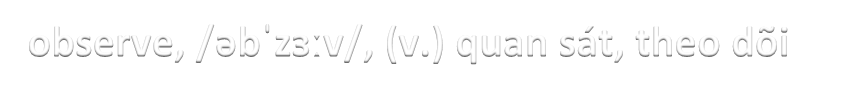 observe, /əbˈzɜːv/, (v.) quan sát, theo dõi